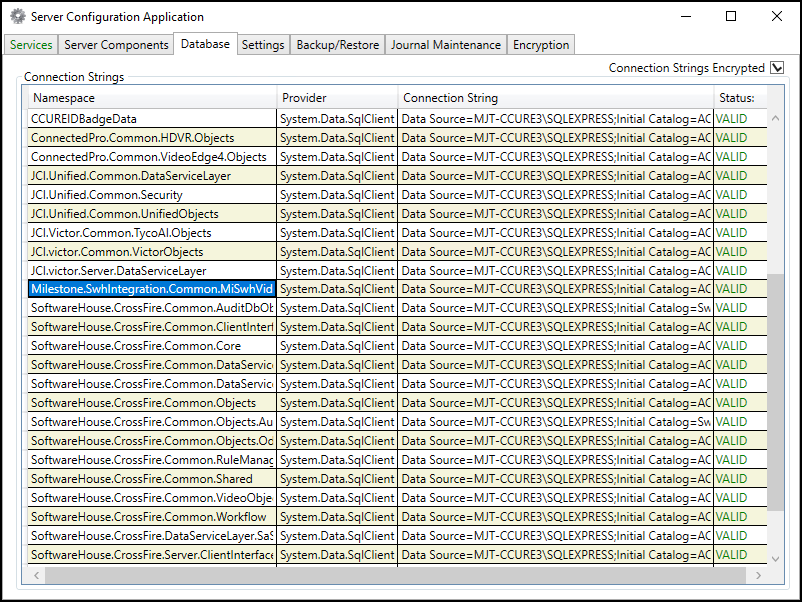 Server Configuration Application
Services Server Components Database Settings Backup/Restore Journal Maintenance Encryption
Connection Strings Encrypted
Connection Strings
Namespace Provider Connection String Status:
CCUREIDBadgeData System.Data.SqlClient Data Source=MJT-CCURE3\SQLEXPRESS;Initial Catalog=AC VALID
ConnectedPro.Common.HDVR.Objects System.Data.SqlClient Data Source=MJT-CCURE3\SQLEXPRESS;Initial Catalog=AC VALID
ConnectedPro.Common.VideoEdge4.Objects System.Data.SqlClient Data Source=MJT-CCURE3\SQLEXPRESS;Initial Catalog=AC VALID
JCI.Unified.Common.DataServiceLayer System.Data.SqlClient Data Source=MJT-CCURE3\SQLEXPRESS;Initial Catalog=AC VALID
JCI.Unified.Common.Security System.Data.SqlClient Data Source=MJT-CCURE3\SQLEXPRESS;Initial Catalog=AC VALID
JCI.Unified.Common.UnifiedObjects System.Data.SqlClient Data Source=MJT-CCURE3\SQLEXPRESS;Initial Catalog=AC VALID
JCI.Victor.Common.TycoAI.Objects System.Data.SqlClient Data Source=MJT-CCURE3\SQLEXPRESS;Initial Catalog=AC VALID
JCI.victor.Common.VictorObjects System.Data.SqlClient Data Source=MJT-CCURE3\SQLEXPRESS;Initial Catalog=AC VALID
JCI.victor.Server.DataServiceLayer System.Data.SqlClient Data Source=MJT-CCURE3\SQLEXPRESS;Initial Catalog=AC VALID
Milestone.SwhIntegration.Common.MiSwhVid System.Data.SqlClient Data Source=MJT-CCURE3\SQLEXPRESS;Initial Catalog=AC VALID
SoftwareHouse.CrossFire.Common.AuditDbOb System.Data.SqlClient Data Source=MJT-CCURE3\SQLEXPRESS;Initial Catalog=Sw VALID
SoftwareHouse.CrossFire.Common.ClientInterf System.Data.SqlClient Data Source=MJT-CCURE3\SQLEXPRESS;Initial Catalog=AC VALID
SoftwareHouse.CrossFire.Common.Core System.Data.SqlClient Data Source=MJT-CCURE3\SQLEXPRESS;Initial Catalog=AC VALID
SoftwareHouse.CrossFire.Common.DataService System.Data.SqlClient Data Source=MJT-CCURE3\SQLEXPRESS;Initial Catalog=AC VALID
SoftwareHouse.CrossFire.Common.DataService System.Data.SqlClient Data Source=MJT-CCURE3\SQLEXPRESS;Initial Catalog=AC VALID
SoftwareHouse.CrossFire.Common.Objects System.Data.SqlClient Data Source=MJT-CCURE3\SQLEXPRESS;Initial Catalog=AC VALID
SoftwareHouse.CrossFire.Common.Objects.Au System.Data.SqlClient Data Source=MJT-CCURE3\SQLEXPRESS;Initial Catalog=Sw VALID
SoftwareHouse.CrossFire.Common.Objects.Od System.Data.SqlClient Data Source=MJT-CCURE3\SQLEXPRESS;Initial Catalog=AC VALID
SoftwareHouse.CrossFire.Common.RuleManag System.Data.SqlClient Data Source=MJT-CCURE3\SQLEXPRESS;Initial Catalog=AC VALID
SoftwareHouse.CrossFire.Common.Shared System.Data.SqlClient Data Source=MJT-CCURE3\SQLEXPRESS;Initial Catalog=AC VALID
SoftwareHouse.CrossFire.Common.VideoObje System.Data.SqlClient Data Source=MJT-CCURE3\SQLEXPRESS;Initial Catalog=AC VALID
SoftwareHouse.CrossFire.Common.Workflow System.Data.SqlClient Data Source=MJT-CCURE3\SQLEXPRESS;Initial Catalog=AC VALID
SoftwareHouse.CrossFire.DataServiceLayer.SaS System.Data.SqlClient Data Source=MJT-CCURE3\SQLEXPRESS;Initial Catalog=AC VALID
SoftwareHouse.CrossFire.Server.ClientInterface System.Data.SqlClient Data Source=MJT-CCURE3\SQLEXPRESS;Initial Catalog=AC VALID